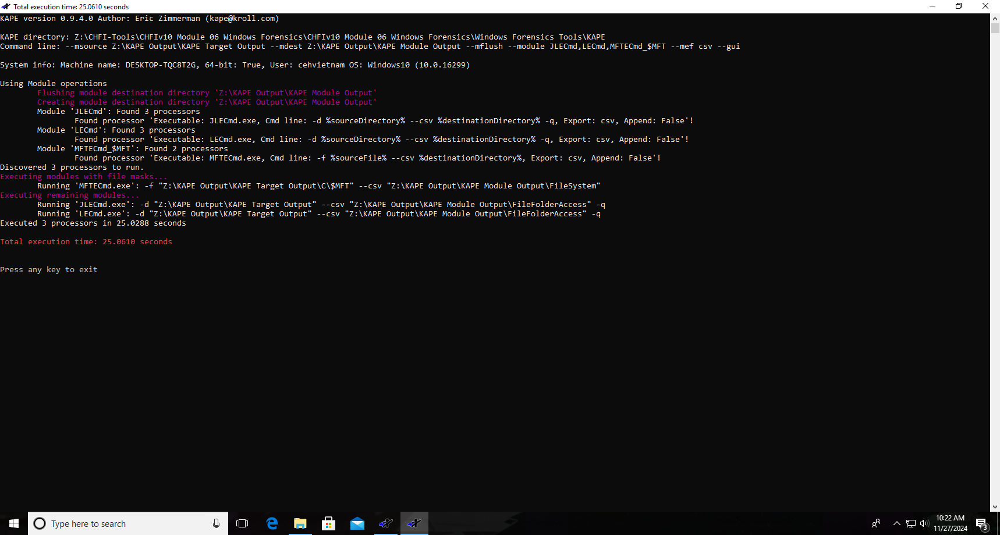 Total execution time: 25.0610 seconds
KAPE version 0.9.4.0 Author: Eric Zimmerman (kape@kroll.com)
KAPE directory: Z:\CHFI-Tools\CHFIv10 Module 06 Windows Forensics\CHFIv10 Module 06 Windows Forensics\Windows Forensics Tools\KAPE
Command line: --msource Z:\KAPE Output\KAPE Target Output --mdest Z:\KAPE Output\KAPE Module Output --mflush --module JLECmd,LECmd,MFTECmd_$MFT --mef csv --gui
System info: Machine name: DESKTOP-TQC8T2G, 64-bit: True, User: cehvietnam OS: Windows10 (10.0.16299)
Using Module operations
Flushing module destination directory 'Z:\KAPE Output\KAPE Module Output'
Creating module destination directory 'Z:\KAPE Output\KAPE Module Output'
Module 'JLECmd': Found 3 processors
Found processor 'Executable: JLECmd.exe, Cmd line: -d %sourceDirectory% --csv %destinationDirectory% -q, Export: csv, Append: False'!
Module 'LECmd': Found 3 processors
Found processor 'Executable: LECmd.exe, Cmd line: -d %sourceDirectory% --csv %destinationDirectory% -q, Export: csv, Append: False'!
Module 'MFTECmd_$MFT': Found 2 processors
Found processor 'Executable: MFTECmd.exe, Cmd line: -f %sourceFile% --csv %destinationDirectory%, Export: csv, Append: False'!
Discovered 3 processors to run.
Executing modules with file masks...
Running 'MFTECmd.exe': -f "Z:\KAPE Output\KAPE Target Output\C\$MFT" --csv "Z:\KAPE Output\KAPE Module Output\FileSystem"
Executing remaining modules...
Running 'JLECmd.exe': -d "Z:\KAPE Output\KAPE Target Output" --csv "Z:\KAPE Output\KAPE Module Output\FileFolderAccess" -q
Running 'LECmd.exe': -d "Z:\KAPE Output\KAPE Target Output" --csv "Z:\KAPE Output\KAPE Module Output\FileFolderAccess" -q
Executed 3 processors in 25.0288 seconds
Total execution time: 25.0610 seconds
Press any key to exit
Type here to search
10:22 AM
11/27/2024
3